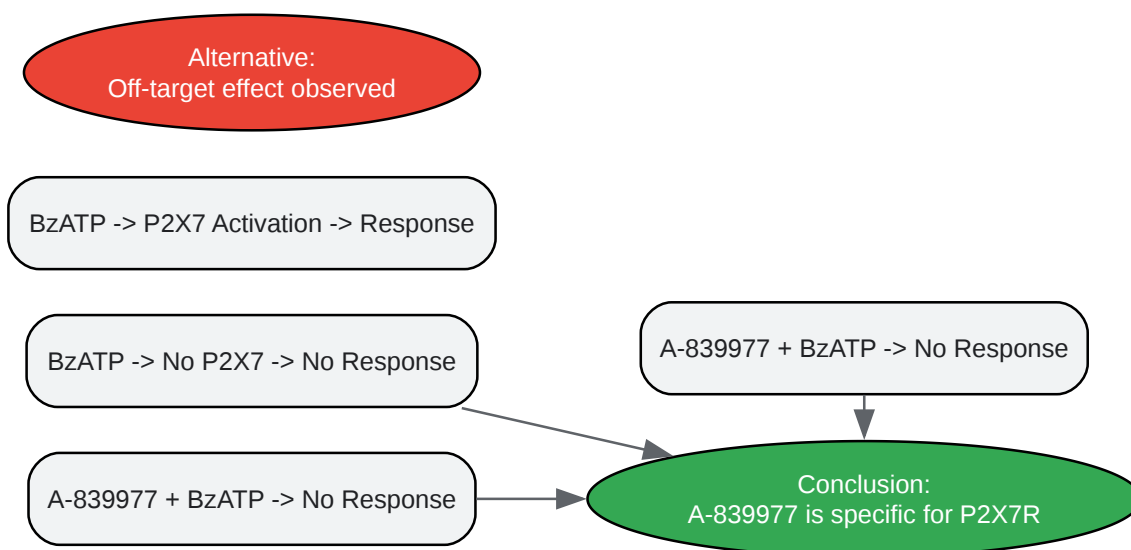 Alternative:
Off-target effect observed
BzATP -> P2X7 Activation -> Response
BzATP -> No P2X7 -> No Response
A-839977 + BzATP -> No Response
A-839977 + BzATP -> No Response
Conclusion:
A-839977 is specific for P2X7R